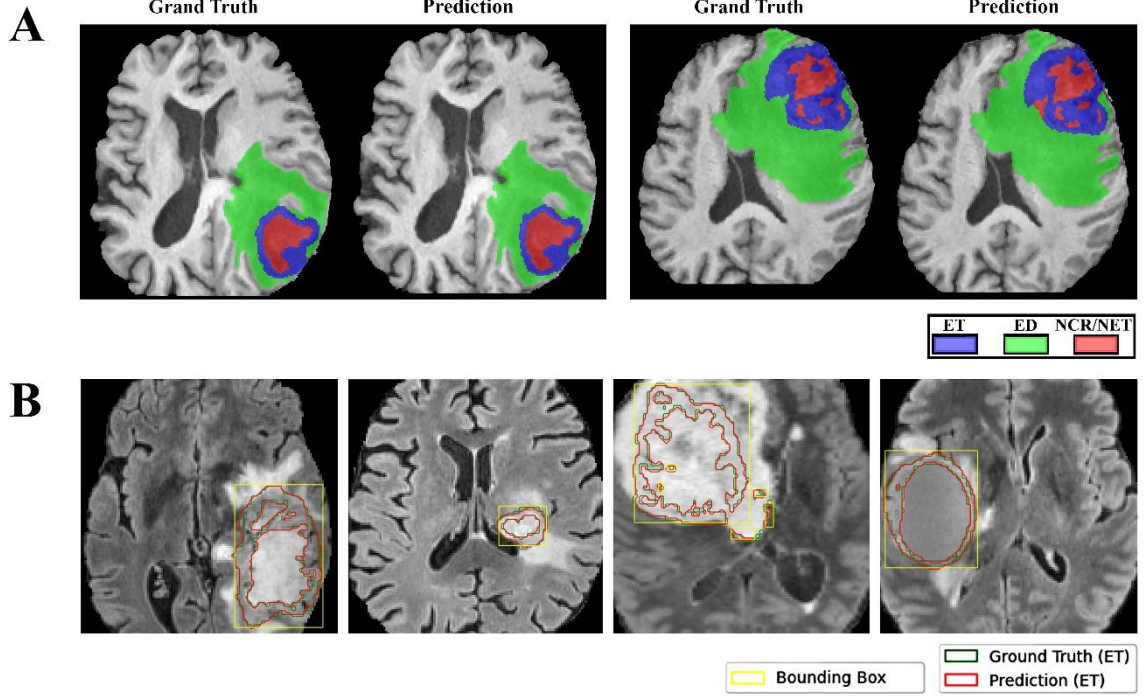 A
Grand Truth Prediction Grand Truth Prediction
ET ED NCR/NET
B
Bounding Box
Ground Truth (ET)
Prediction (ET)